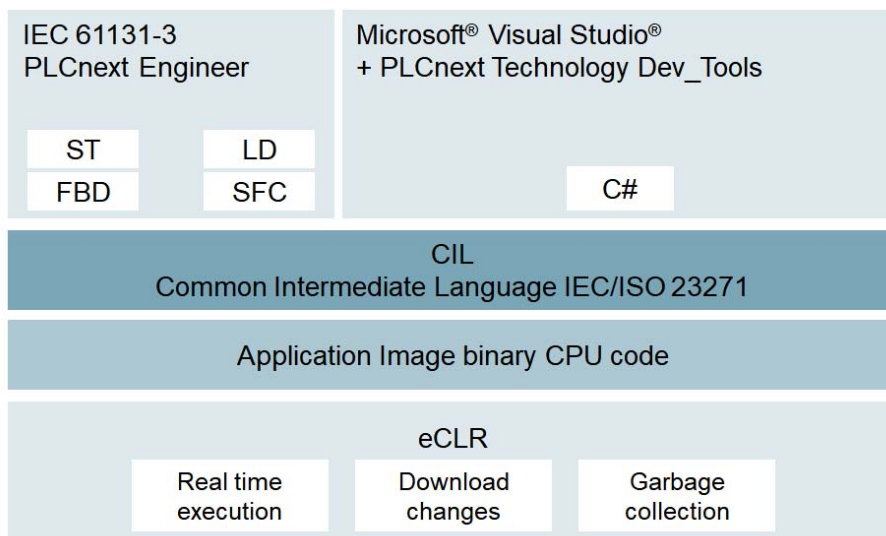 IEC 61131-3
PLCnext Engineer
ST
LD
FBD
SFC
Microsoft® Visual Studio®
+ PLCnext Technology Dev_Tools
C#
CIL
Common Intermediate Language IEC/ISO 23271
Application Image binary CPU code
eCLR
Real time
execution
Download
changes
Garbage
collection